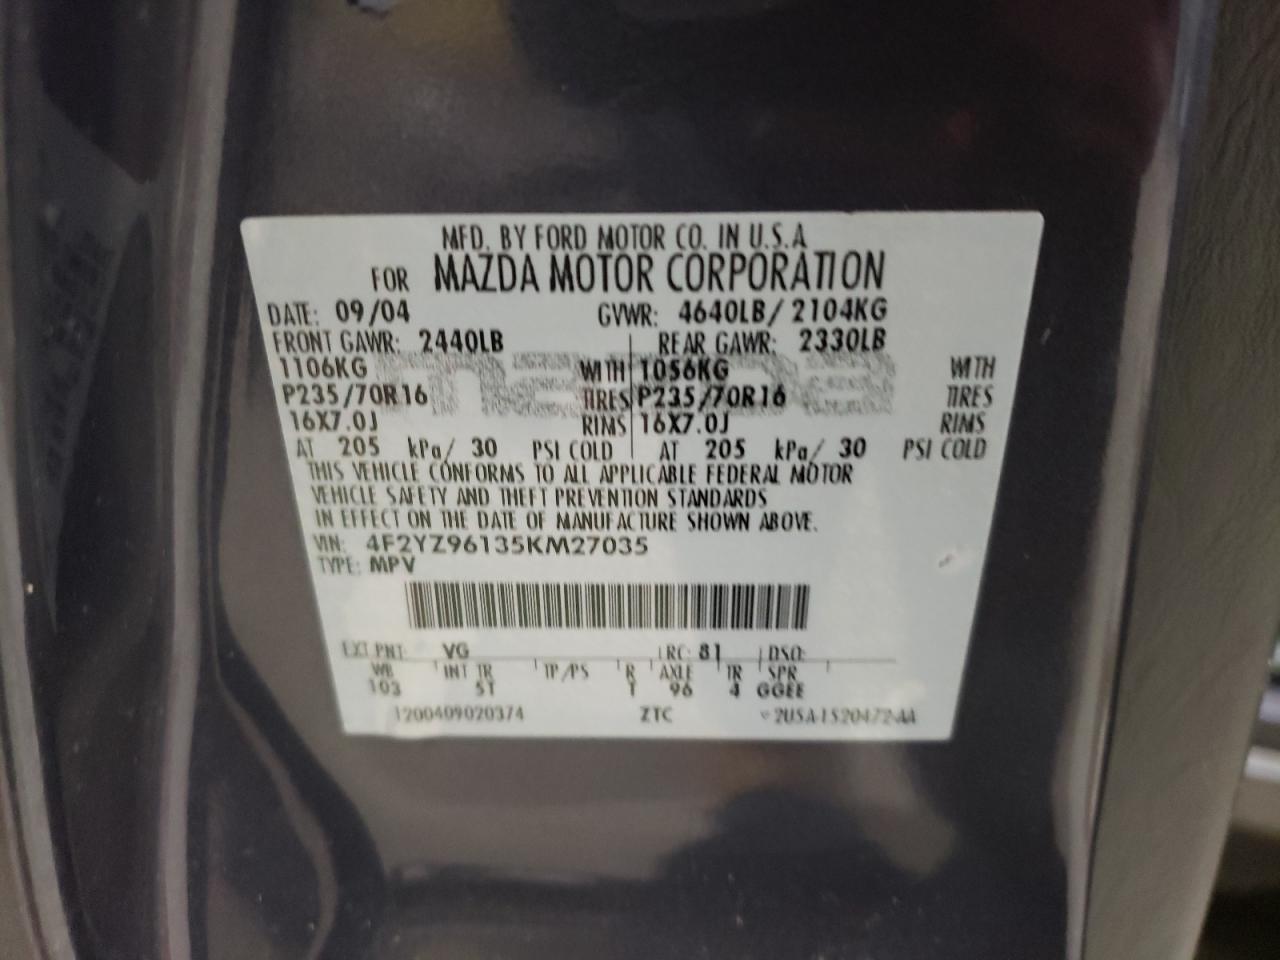 MFD. BY FORD MOTOR CO. IN U.S.A
FOR MAZDA MOTOR CORPORATION
DATE: 09/04 GVWR: 4640LB/ 2104KG
FRONT GAWR: 2440LB REAR GAWR: 2330LB
1106KG WITH 1056KG WITH
P235/70R16 TIRES P235/70R16 TIRES
16X7.0J RIMS 16X7.0J RIMS
AT 205 kPa/ 30 PSI COLD AT 205 kPa/ 30 PSI COLD
THIS VEHICLE CONFORMS TO ALL APPLICABLE FEDERAL MOTOR
VEHICLE SAFETY AND THEFT PREVENTION STANDARDS
IN EFFECT ON THE DATE OF MANUFACTURE SHOWN ABOVE.
VIN: 4F2YZ96135KM27035
TYPE: MPV
EXT PNT: VG RC: 81 DSO:
WB INT TR TP/PS R AXLE TR SPR
103 5T 1 96 4 GGEE
1200409020374 ZTC